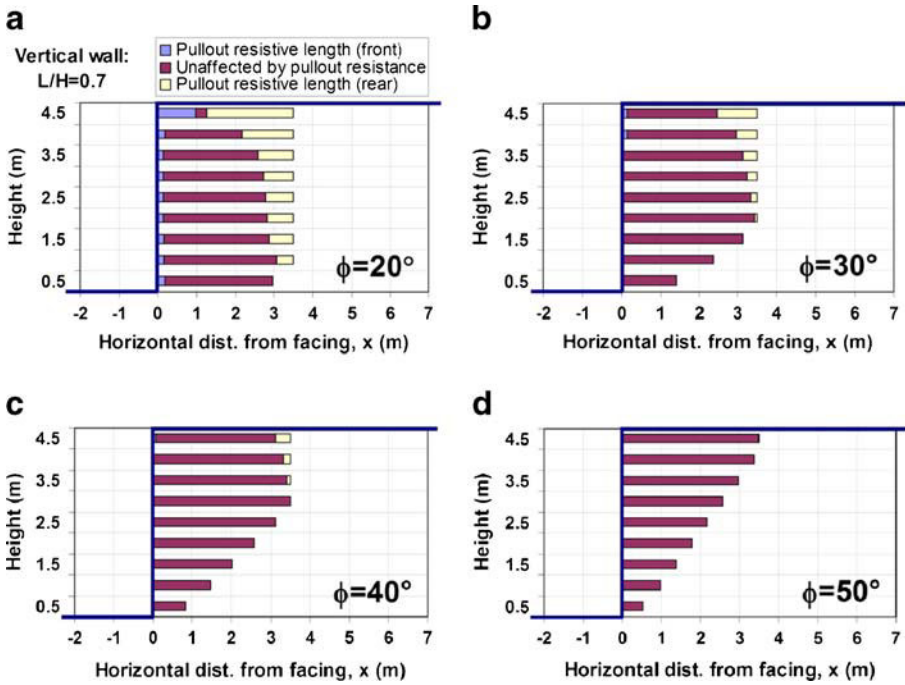 a
Vertical wall:
L/H=0.7
Pullout resistive length (front)
Unaffected by pullout resistance
Pullout resistive length (rear)
Height (m)
4.5
3.5
2.5
1.5
0.5
ϕ=20°
-2 -1 0 1 2 3 4 5 6 7
Horizontal dist. from facing, x (m)
b
Height (m)
4.5
3.5
2.5
1.5
0.5
ϕ=30°
-2 -1 0 1 2 3 4 5 6 7
Horizontal dist. from facing, x (m)
c
Height (m)
4.5
3.5
2.5
1.5
0.5
ϕ=40°
-2 -1 0 1 2 3 4 5 6 7
Horizontal dist. from facing, x (m)
d
Height (m)
4.5
3.5
2.5
1.5
0.5
ϕ=50°
-2 -1 0 1 2 3 4 5 6 7
Horizontal dist. from facing, x (m)